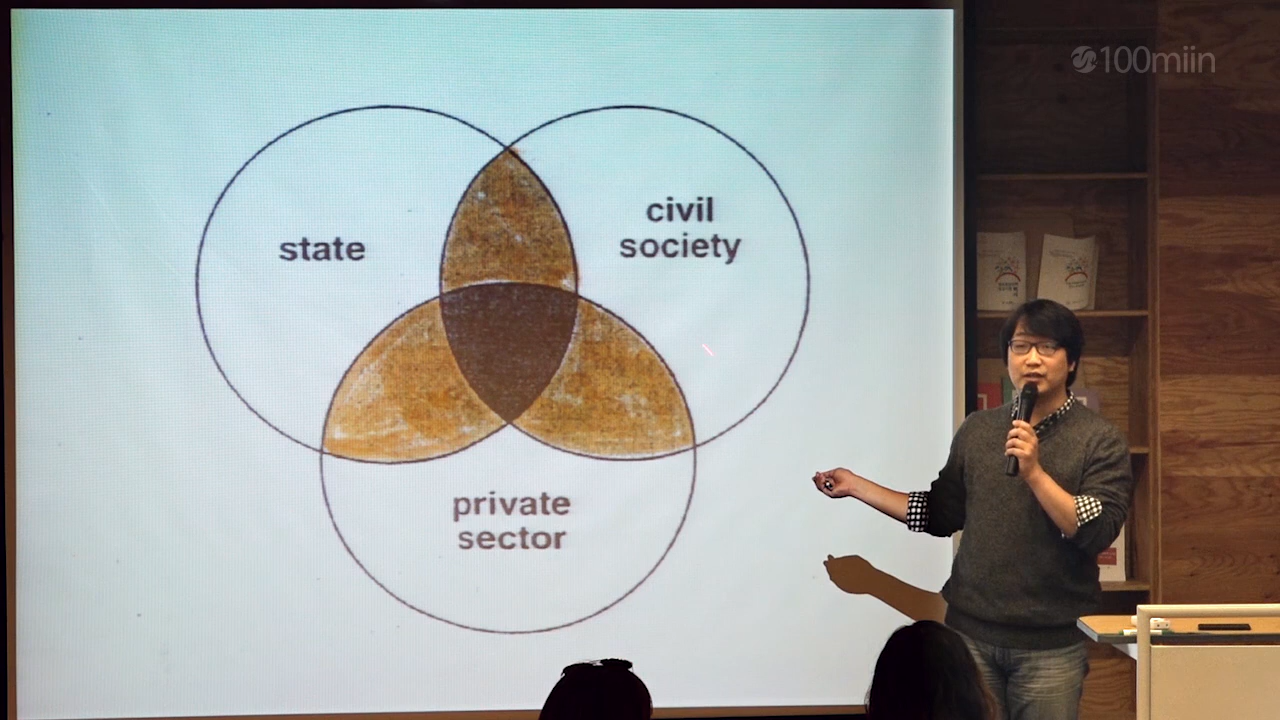 100miin
state
civil
society
private
sector